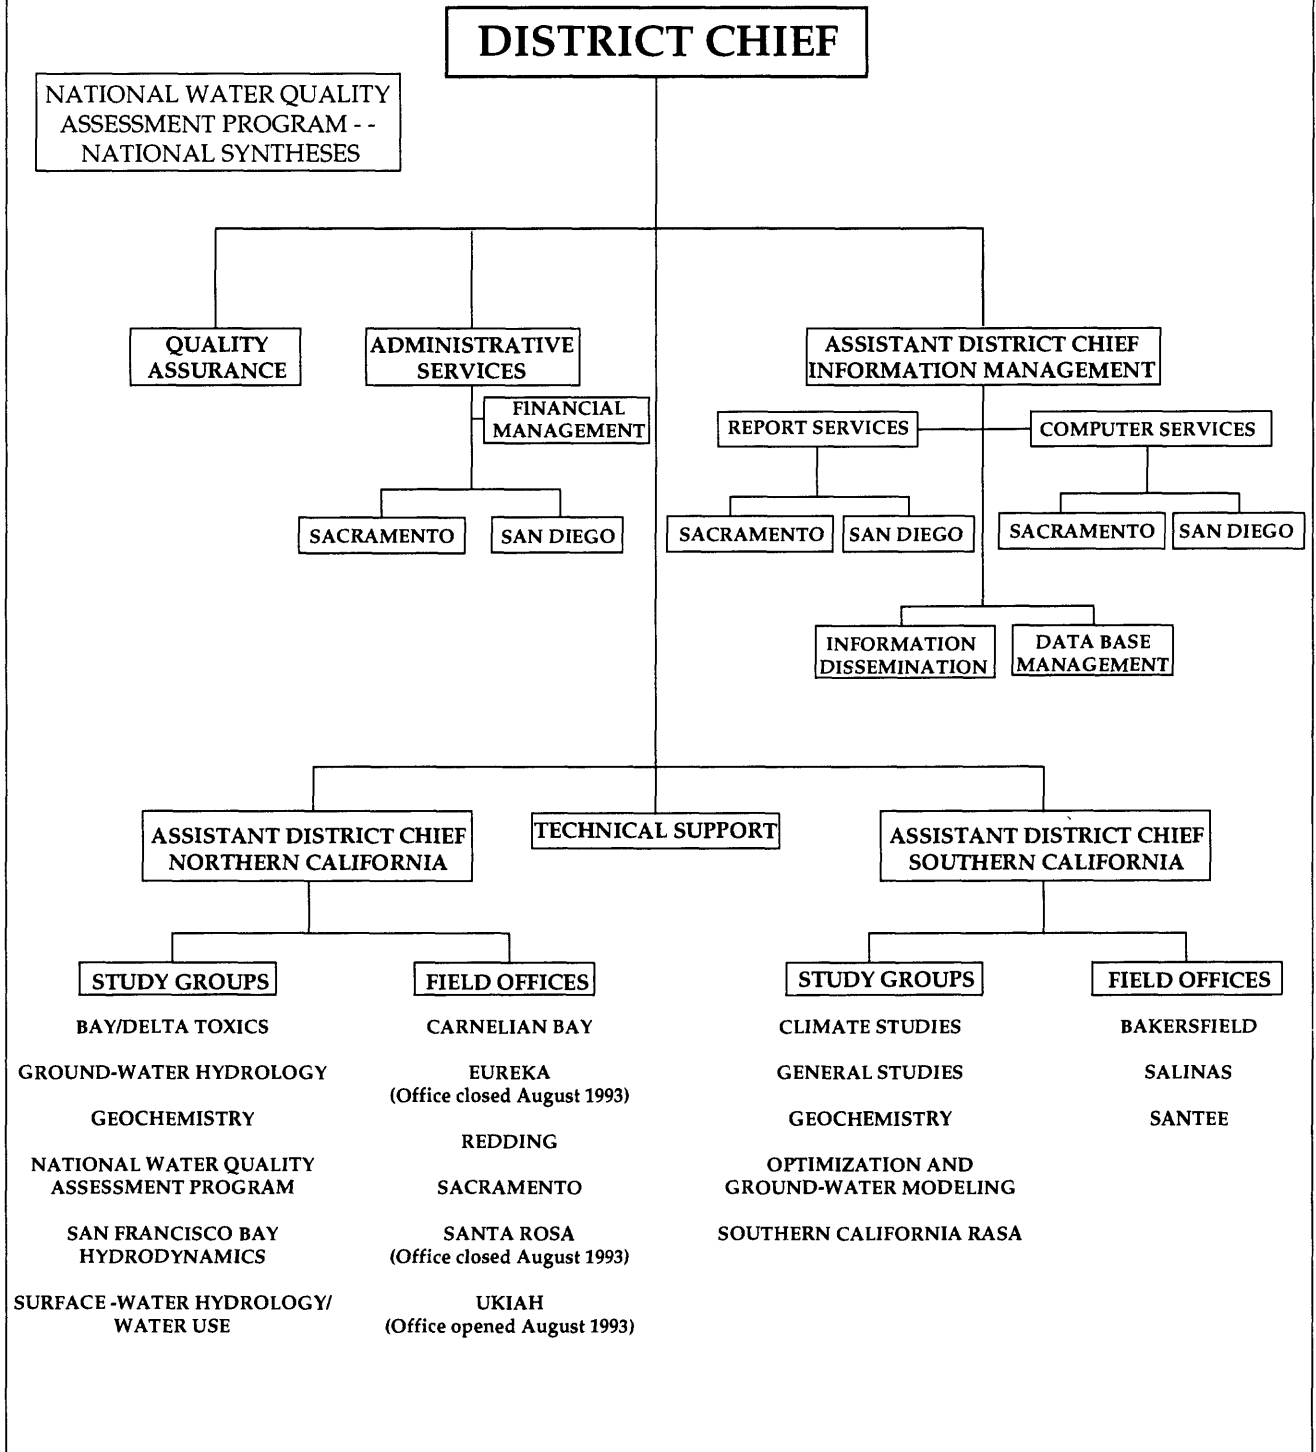 DISTRICT CHIEF
NATIONAL WATER QUALITY
ASSESSMENT PROGRAM - -
NATIONAL SYNTHESES
QUALITY
ASSURANCE
ADMINISTRATIVE
SERVICES
FINANCIAL
MANAGEMENT
SACRAMENTO
SAN DIEGO
ASSISTANT DISTRICT CHIEF
INFORMATION MANAGEMENT
REPORT SERVICES
COMPUTER SERVICES
SACRAMENTO
SAN DIEGO
SACRAMENTO
SAN DIEGO
INFORMATION
DISSEMINATION
DATA BASE
MANAGEMENT
ASSISTANT DISTRICT CHIEF
NORTHERN CALIFORNIA
TECHNICAL SUPPORT
ASSISTANT DISTRICT CHIEF
SOUTHERN CALIFORNIA
STUDY GROUPS
BAY/DELTA TOXICS
GROUND-WATER HYDROLOGY
GEOCHEMISTRY
NATIONAL WATER QUALITY
ASSESSMENT PROGRAM
SAN FRANCISCO BAY
HYDRODYNAMICS
SURFACE -WATER HYDROLOGY/
WATER USE
FIELD OFFICES
CARNELIAN BAY
EUREKA
(Office closed August 1993)
REDDING
SACRAMENTO
SANTA ROSA
(Office closed August 1993)
UKIAH
(Office opened August 1993)
STUDY GROUPS
CLIMATE STUDIES
GENERAL STUDIES
GEOCHEMISTRY
OPTIMIZATION AND
GROUND-WATER MODELING
SOUTHERN CALIFORNIA RASA
FIELD OFFICES
BAKERSFIELD
SALINAS
SANTEE